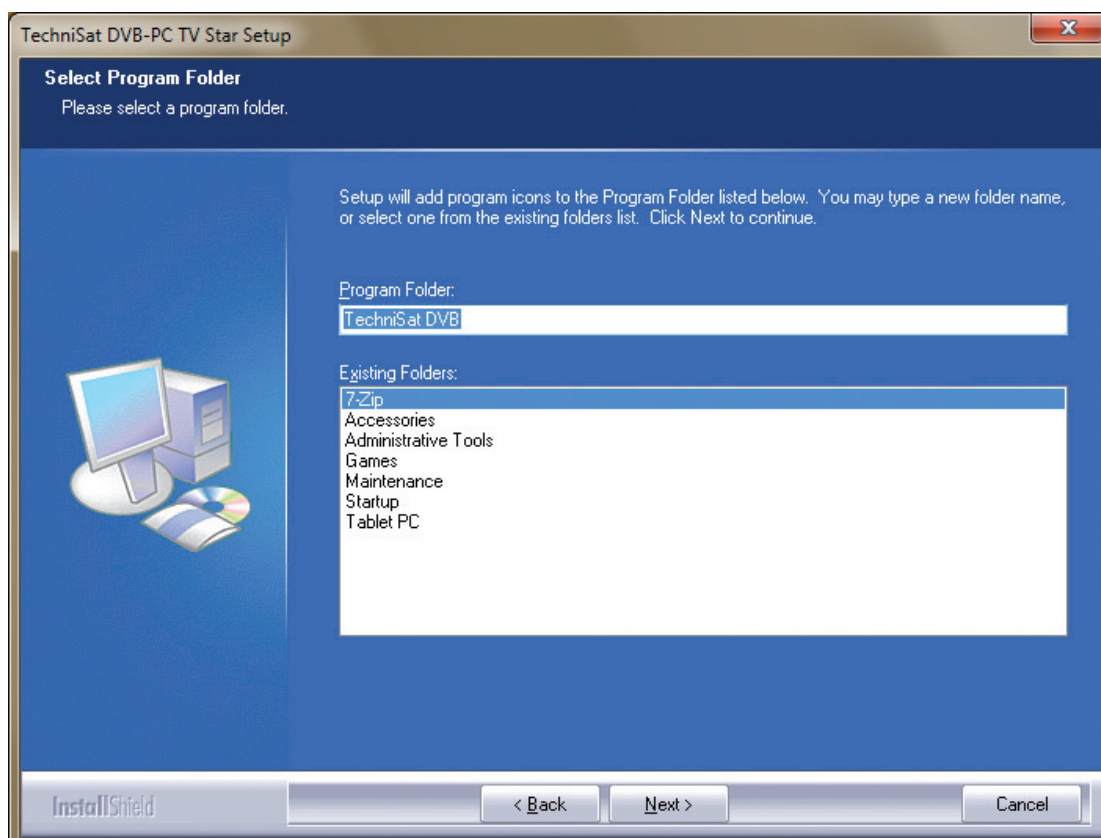 TechniSat DVB-PC TV Star Setup
Select Program Folder
Please select a program folder.
Setup will add program icons to the Program Folder listed below.  You may type a new folder name,
or select one from the existing folders list.  Click Next to continue.
Program Folder:
TechniSat DVB
Existing Folders:
7-Zip
Accessories
Administrative Tools
Games
Maintenance
Startup
Tablet PC
InstallShield
< Back
Next >
Cancel